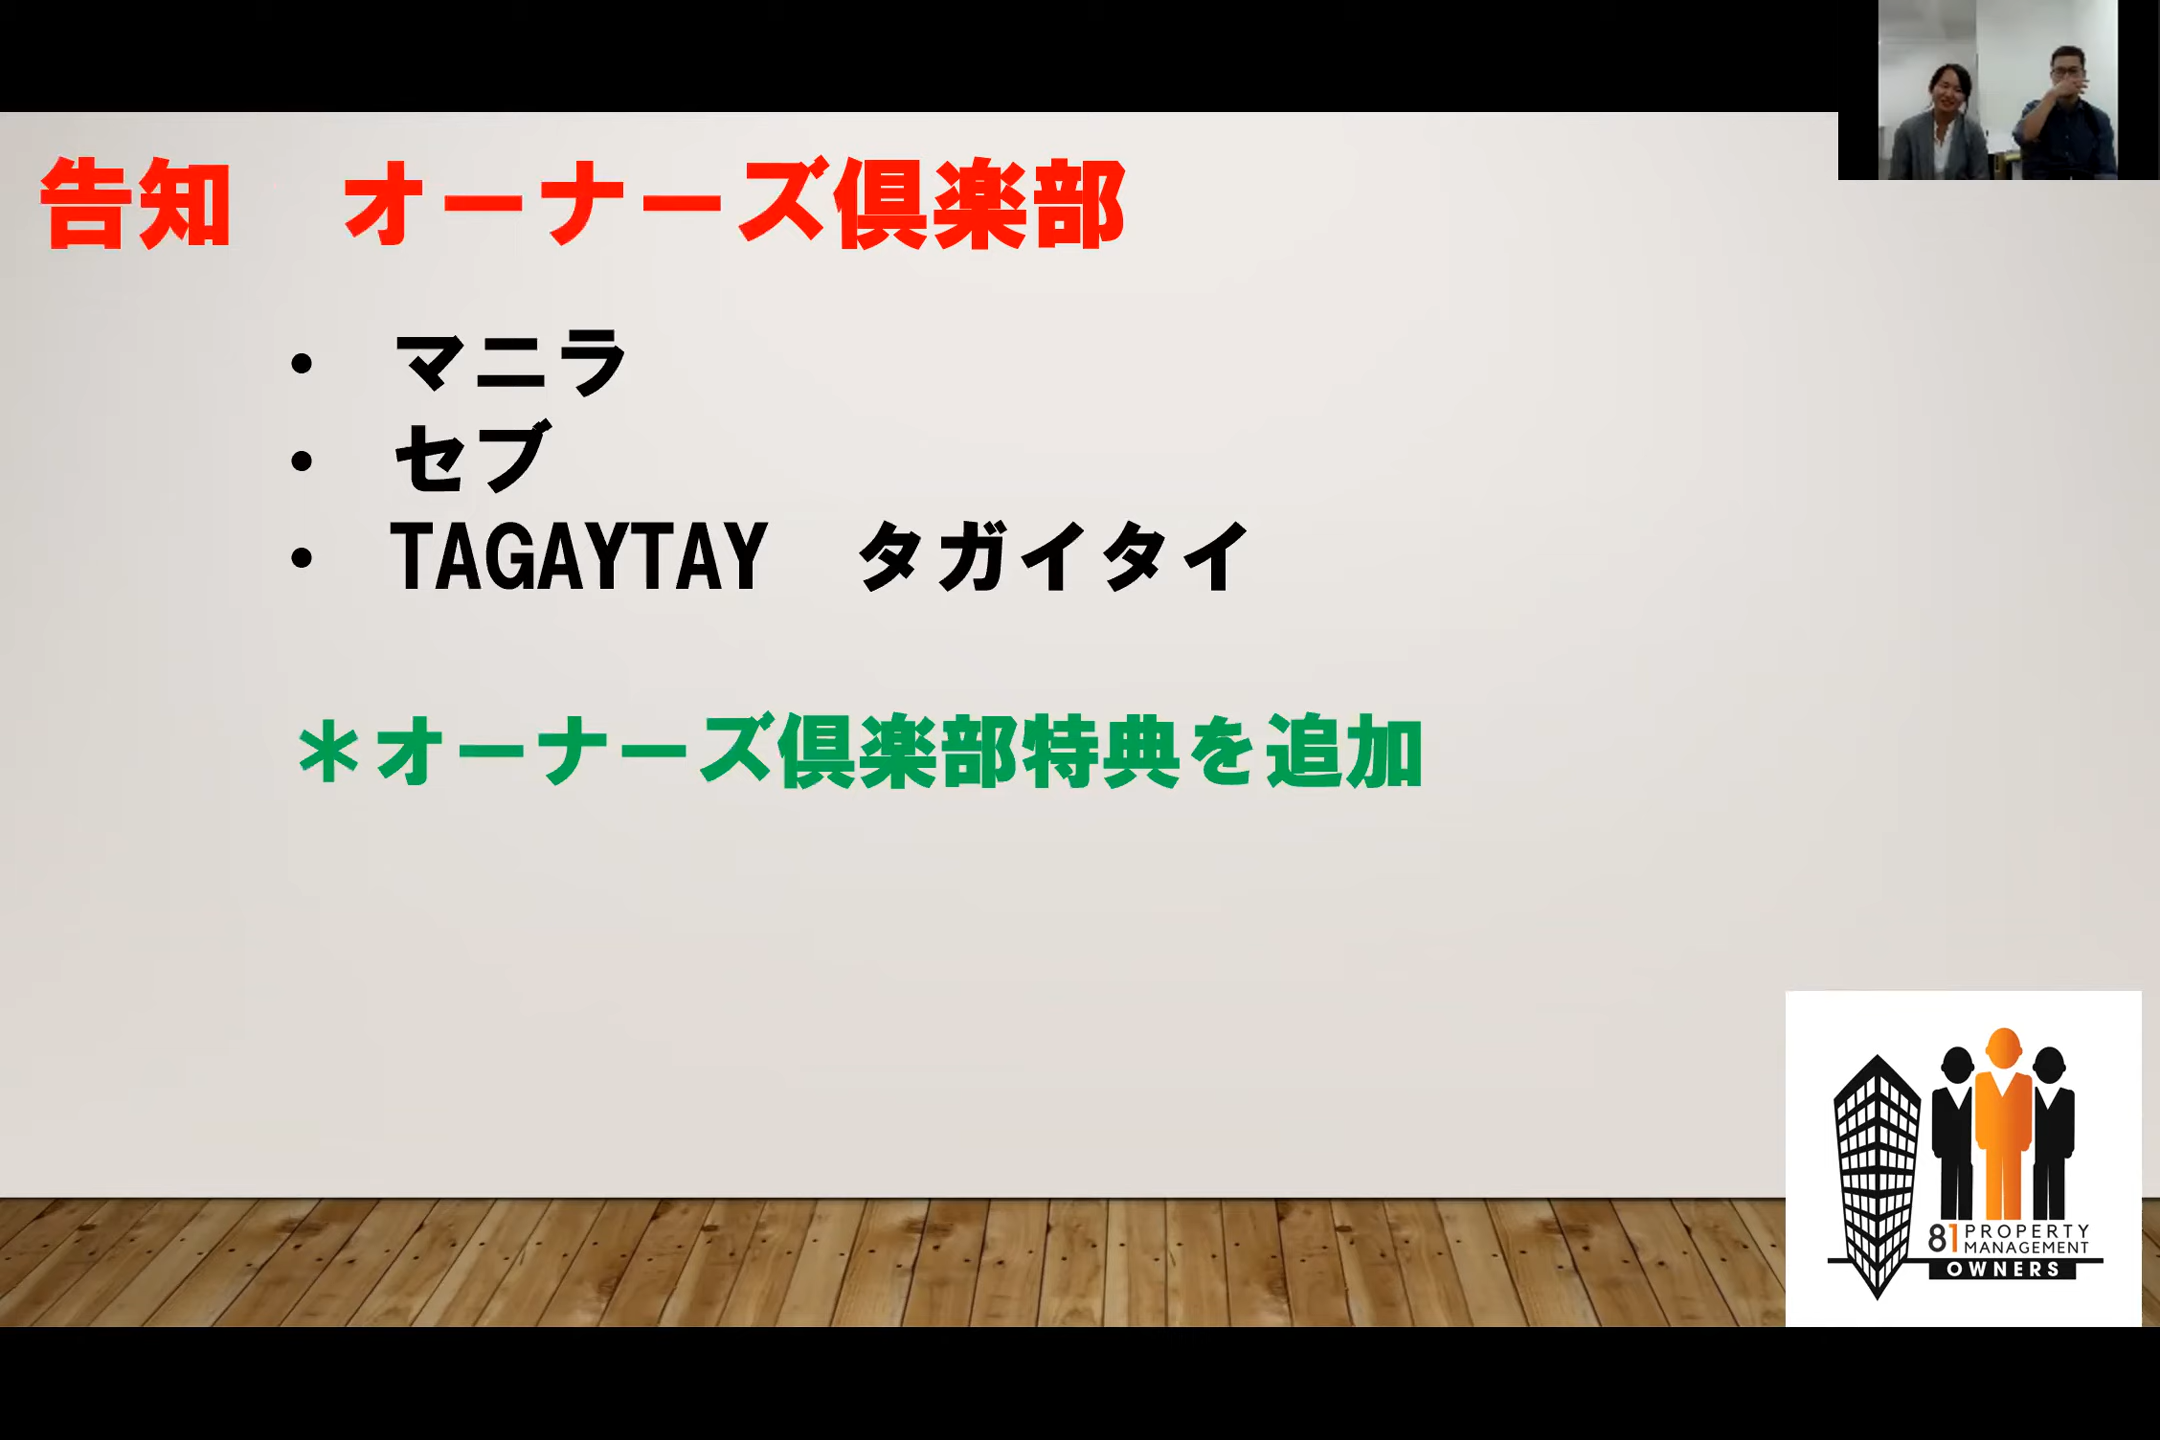 告知　オーナーズ倶楽部
• マニラ
• セブ
• TAGAYTAY　タガイタイ
＊オーナーズ倶楽部特典を追加
81 PROPERTY
MANAGEMENT
OWNERS